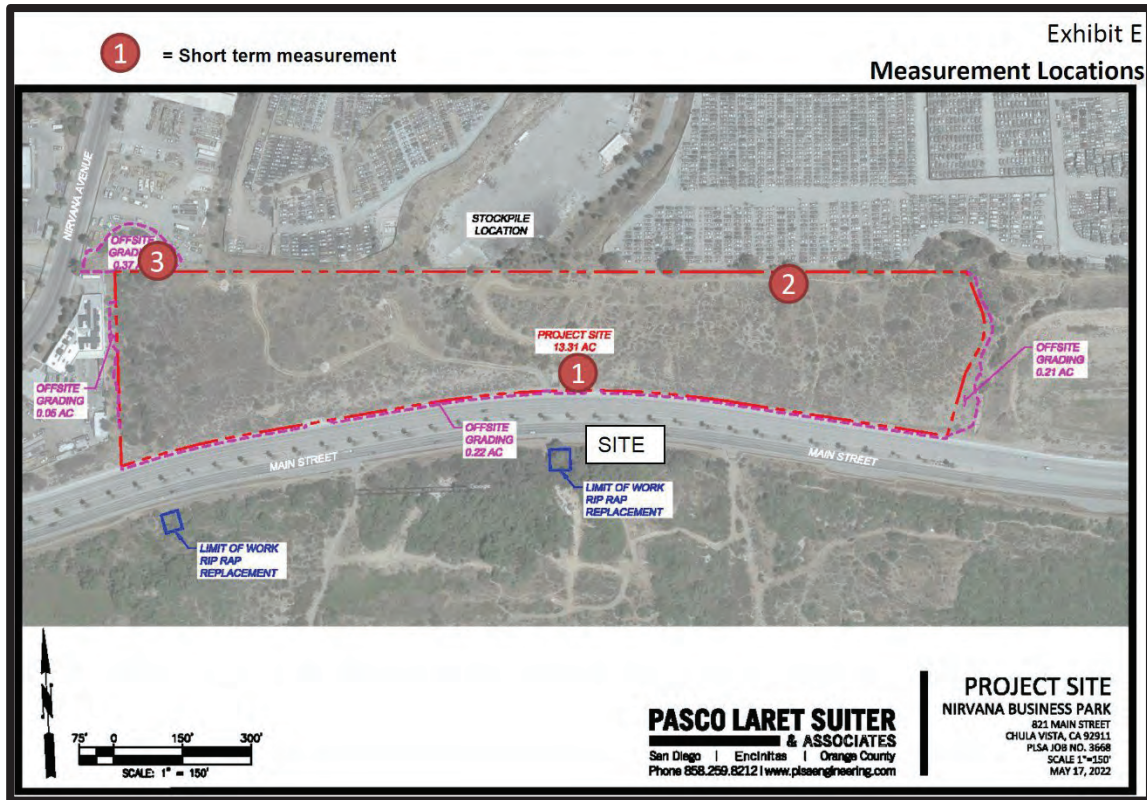 Exhibit E
Measurement Locations
1 = Short term measurement
NIRVANA AVENUE
STOCKPILE
LOCATION
OFFSITE
3
0.37
2
PROJECT SITE
13.31 AC
1
OFFSITE
GRADING
0.21 AC
OFFSITE
GRADING
0.05 AC
OFFSITE
GRADING
0.22 AC
MAIN STREET
SITE
MAIN STREET
LIMIT OF WORK
RIP RAP
REPLACEMENT
LIMIT OF WORK
RIP RAP
REPLACEMENT
N
75' 0 150' 300'
SCALE: 1" = 150'
PASCO LARET SUITER
& ASSOCIATES
San Diego | Encinitas | Orange County
Phone 858.259.8212 | www.plsaengineering.com
PROJECT SITE
NIRVANA BUSINESS PARK
821 MAIN STREET
CHULA VISTA, CA 92911
PLSA JOB NO. 3668
SCALE 1"=150'
MAY 17, 2022